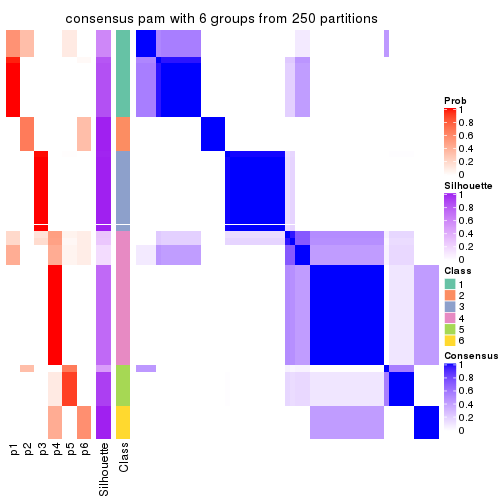 consensus pam with 6 groups from 250 partitions
Prob
1
0.8
0.6
0.4
0.2
0
Silhouette
1
0.8
0.6
0.4
0.2
0
Class
1
2
3
4
5
6
Consensus
1
0.8
0.6
0.4
0.2
0
p1
p2
p3
p4
p5
p6
Silhouette
Class